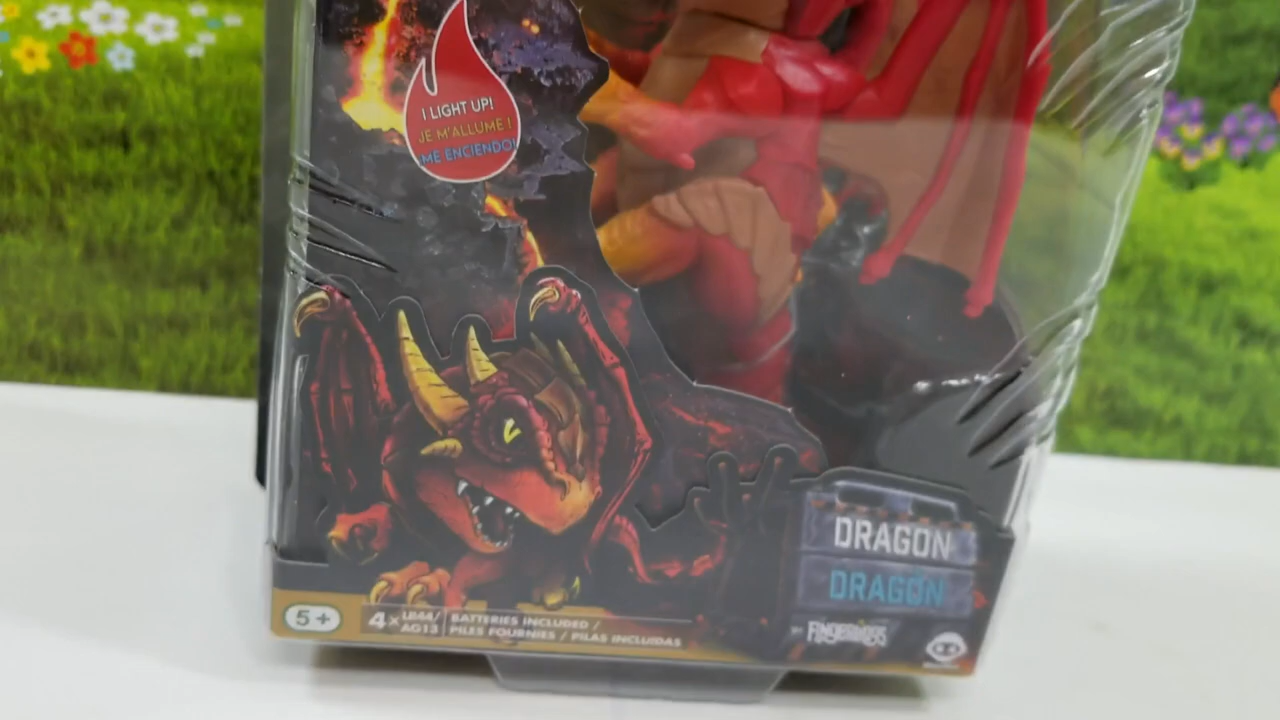 I LIGHT UP!
JE M'ALLUME !
¡ME ENCIENDO!
DRAGON
DRAGÓN
BY FINGERLINGS
5+
4× LR44/ AG13
BATTERIES INCLUDED /
PILES FOURNIES / PILAS INCLUIDAS